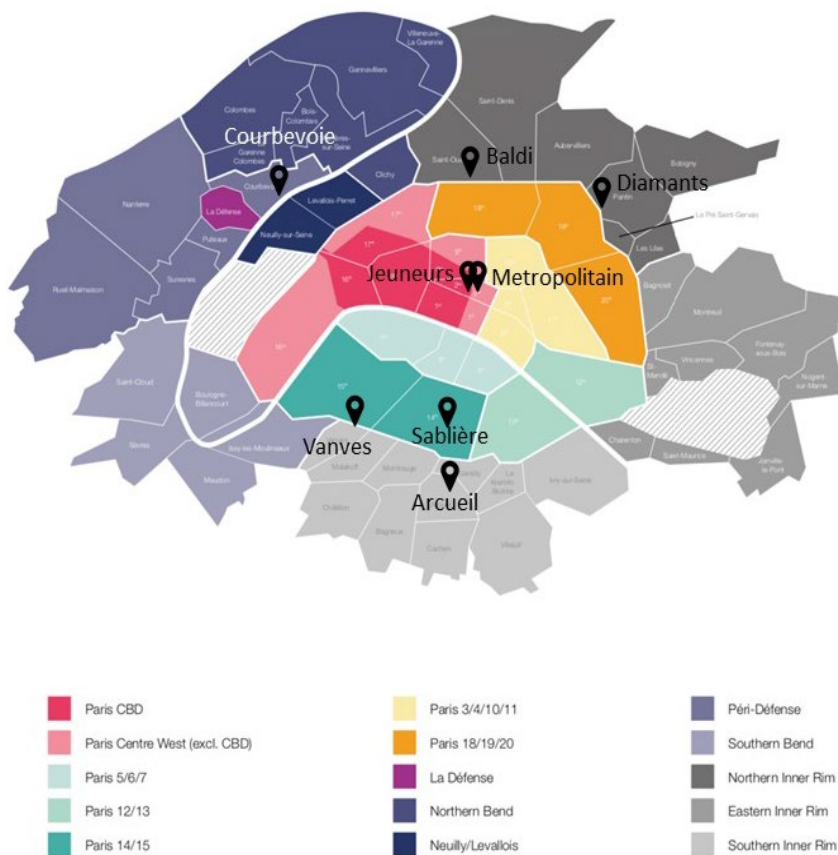 Villeneuve-
La Garenne
Gennevilliers
Colombes
Bois-
Colombes
Saint-Denis
Courbevoie
Garenne
Colombes
sur-Seine
Saint-Ou
Baldi
Aubervilliers
Bobigny
Courbev
Clichy
Diamants
Pantin
Nanterre
La Défense
Levallois-Perret
Le Pré Saint-Gervais
Puteaux
Neuilly-sur-Seine
17ᵉ
18ᵉ
19ᵉ
Les Lilas
17ᵉ
9ᵉ
Jeuneurs
Metropolitain
Suresnes
16ᵉ
Bagnolet
Rueil-Malmaison
20ᵉ
Montreuil
1ᵉʳ
16ᵉ
Fontenay-
sous-Bois
Saint-Cloud
St-
Mandé
Vincennes
Nogent-
sur-Marne
Boulogne-
Billancourt
15ᵉ
12ᵉ
14ᵉ
13ᵉ
Vanves
Sablière
Sèvres
Issy-les-Moulineaux
Charenton
Saint-Maurice
Joinville-
le-Pont
Malakoff
Montrouge
Meudon
Arcueil
Le
Kremlin
Bicêtre
Ivry-sur-Seine
Châtillon
Bagneux
Cachan
Villejuif
Paris CBD
Paris Centre West (excl. CBD)
Paris 5/6/7
Paris 12/13
Paris 14/15
Paris 3/4/10/11
Paris 18/19/20
La Défense
Northern Bend
Neuilly/Levallois
Péri-Défense
Southern Bend
Northern Inner Rim
Eastern Inner Rim
Southern Inner Rim